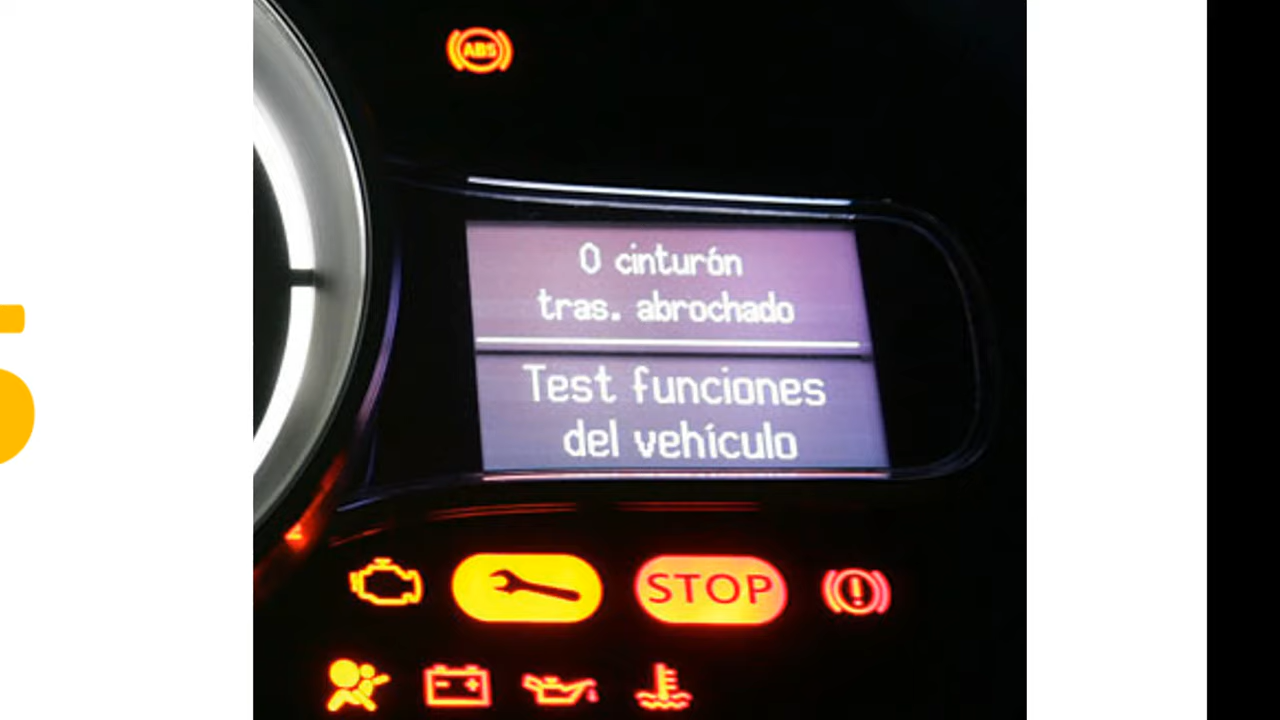 ABS
0 cinturón
tras. abrochado
Test funciones
del vehículo
STOP